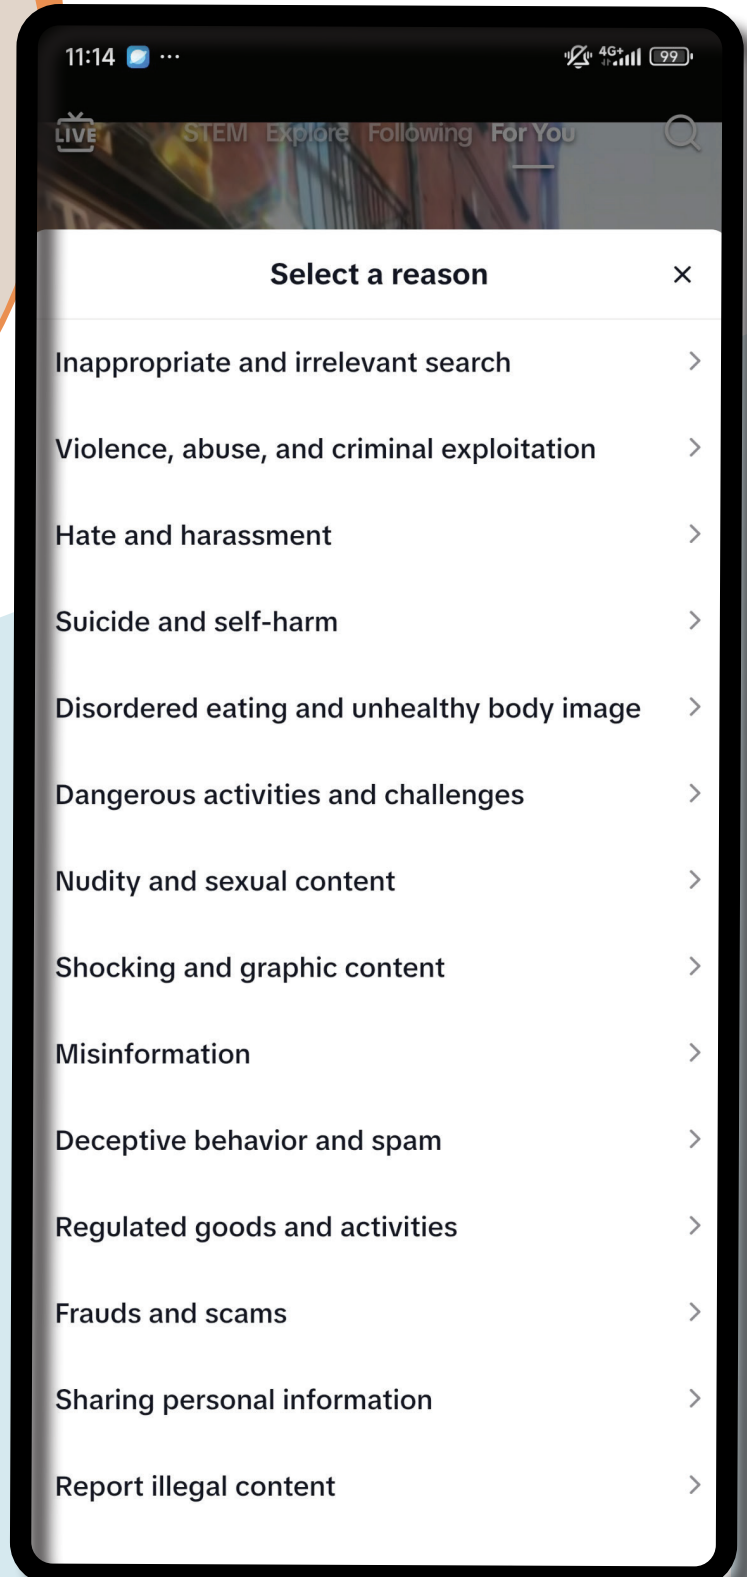 11:14 ...
4G+ 99
LIVE STEM Explore Following For You
Select a reason
Inappropriate and irrelevant search
Violence, abuse, and criminal exploitation
Hate and harassment
Suicide and self-harm
Disordered eating and unhealthy body image
Dangerous activities and challenges
Nudity and sexual content
Shocking and graphic content
Misinformation
Deceptive behavior and spam
Regulated goods and activities
Frauds and scams
Sharing personal information
Report illegal content